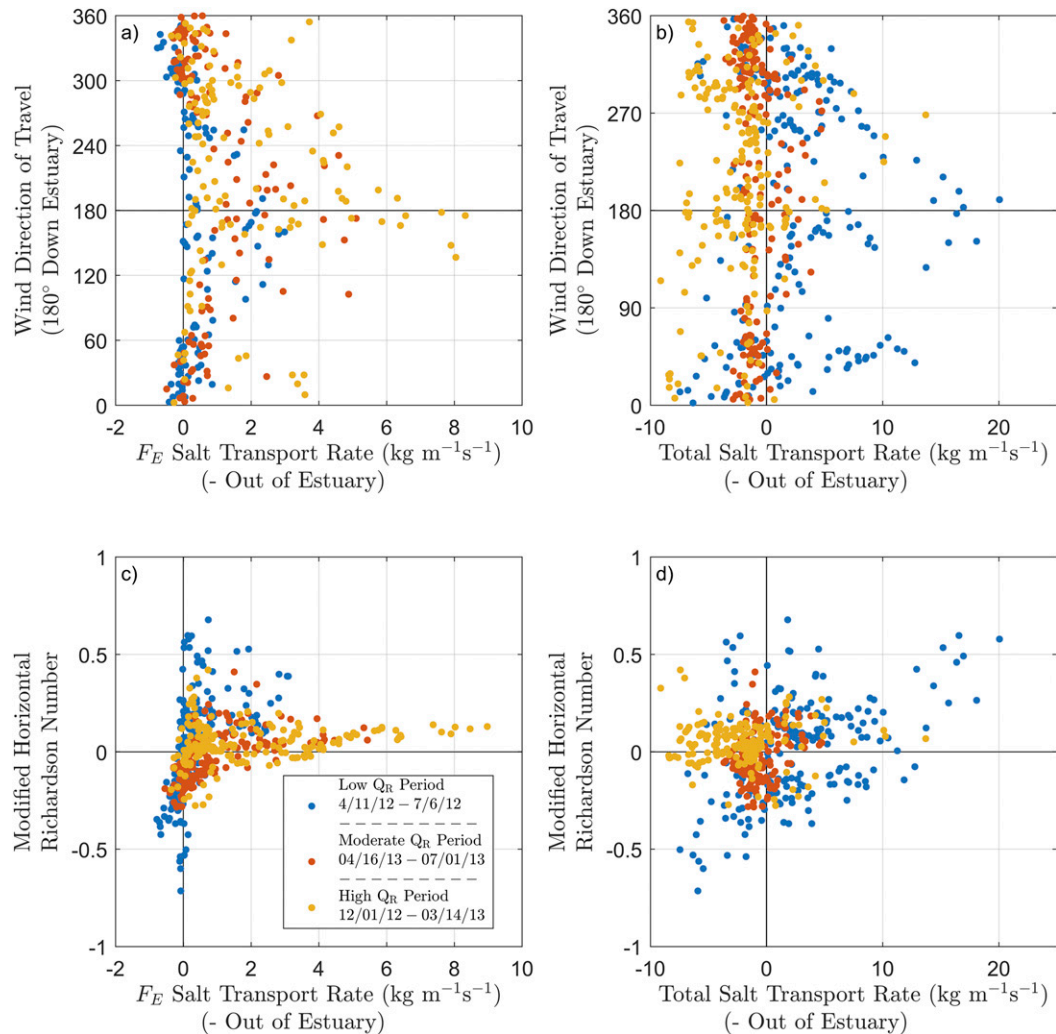 a)
360
300
240
180
120
60
0
Wind Direction of Travel
(180° Down Estuary)
-2 0 2 4 6 8 10
F_E Salt Transport Rate (kg m⁻¹s⁻¹)
(- Out of Estuary)
b)
360
270
180
90
0
Wind Direction of Travel
(180° Down Estuary)
-10 0 10 20
Total Salt Transport Rate (kg m⁻¹s⁻¹)
(- Out of Estuary)
c)
1
0.5
0
-0.5
-1
Modified Horizontal
Richardson Number
Low Q_R Period
4/11/12 − 7/6/12
Moderate Q_R Period
04/16/13 − 07/01/13
High Q_R Period
12/01/12 − 03/14/13
-2 0 2 4 6 8 10
F_E Salt Transport Rate (kg m⁻¹s⁻¹)
(- Out of Estuary)
d)
1
0.5
0
-0.5
-1
Modified Horizontal
Richardson Number
-10 0 10 20
Total Salt Transport Rate (kg m⁻¹s⁻¹)
(- Out of Estuary)